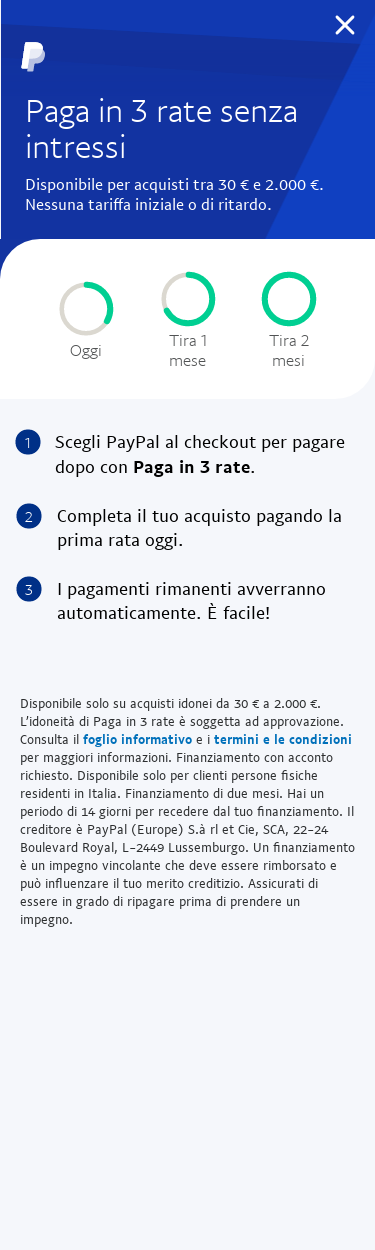 Paga in 3 rate senza
intressi
Disponibile per acquisti tra 30 € e 2.000 €.
Nessuna tariffa iniziale o di ritardo.
Oggi
Tira 1
mese
Tira 2
mesi
1 Scegli PayPal al checkout per pagare
dopo con Paga in 3 rate.
2 Completa il tuo acquisto pagando la
prima rata oggi.
3 I pagamenti rimanenti avverranno
automaticamente. È facile!
Disponibile solo su acquisti idonei da 30 € a 2.000 €.
L'idoneità di Paga in 3 rate è soggetta ad approvazione.
Consulta il foglio informativo e i termini e le condizioni
per maggiori informazioni. Finanziamento con acconto
richiesto. Disponibile solo per clienti persone fisiche
residenti in Italia. Finanziamento di due mesi. Hai un
periodo di 14 giorni per recedere dal tuo finanziamento. Il
creditore è PayPal (Europe) S.à rl et Cie, SCA, 22-24
Boulevard Royal, L-2449 Lussemburgo. Un finanziamento
è un impegno vincolante che deve essere rimborsato e
può influenzare il tuo merito creditizio. Assicurati di
essere in grado di ripagare prima di prendere un
impegno.